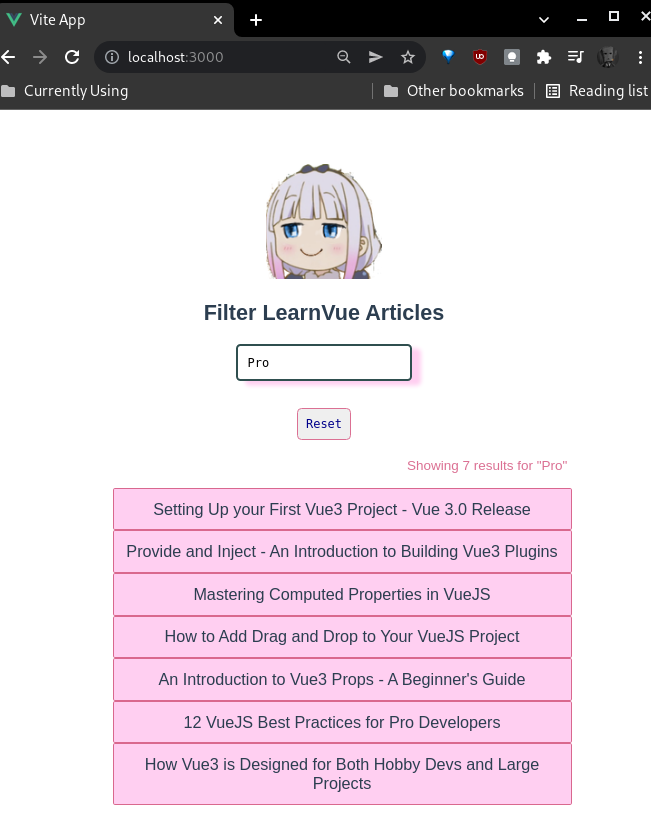 Vite App
localhost:3000
Currently Using
Other bookmarks
Reading list
Filter LearnVue Articles
Pro
Reset
Showing 7 results for "Pro"
Setting Up your First Vue3 Project - Vue 3.0 Release
Provide and Inject - An Introduction to Building Vue3 Plugins
Mastering Computed Properties in VueJS
How to Add Drag and Drop to Your VueJS Project
An Introduction to Vue3 Props - A Beginner's Guide
12 VueJS Best Practices for Pro Developers
How Vue3 is Designed for Both Hobby Devs and Large
Projects